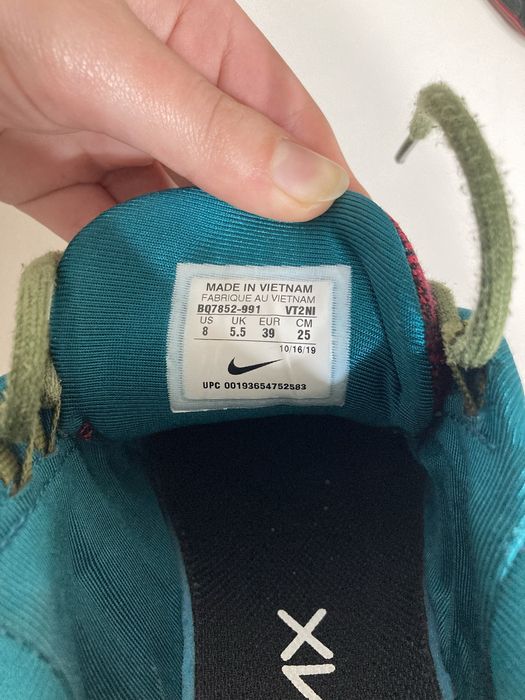 MADE IN VIETNAM
FABRIQUE AU VIETNAM
BQ7852-991 VT2NI
US UK EUR CM
8 5.5 39 25
10/16/19
UPC 00193654752583